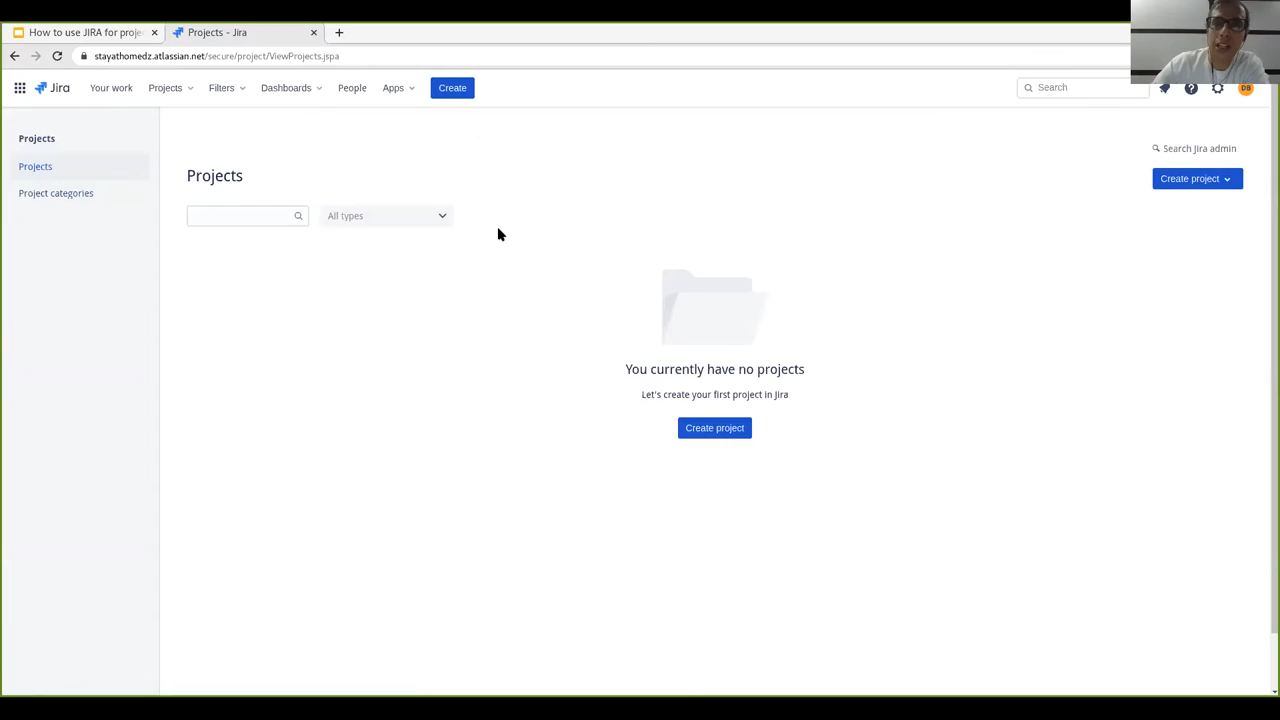 How to use JIRA for proje
Projects - Jira
stayathomedz.atlassian.net/secure/project/ViewProjects.jspa
Jira
Your work
Projects
Filters
Dashboards
People
Apps
Create
Search
DB
Projects
Projects
Project categories
Search Jira admin
Projects
Create project
All types
You currently have no projects
Let's create your first project in Jira
Create project